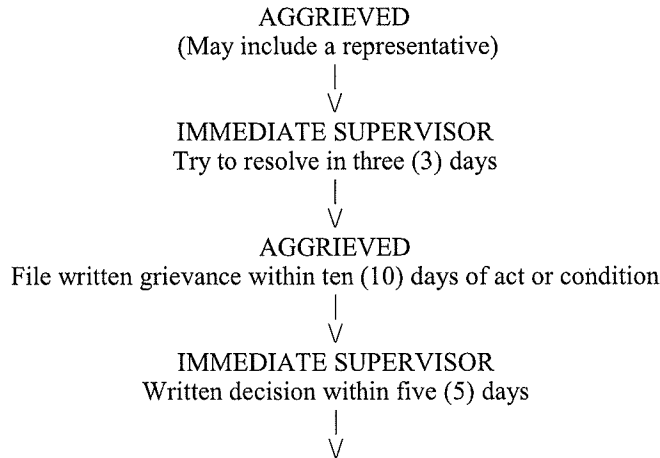 AGGRIEVED
(May include a representative)
|
\/
IMMEDIATE SUPERVISOR
Try to resolve in three (3) days
|
\/
AGGRIEVED
File written grievance within ten (10) days of act or condition
|
\/
IMMEDIATE SUPERVISOR
Written decision within five (5) days
|
\/